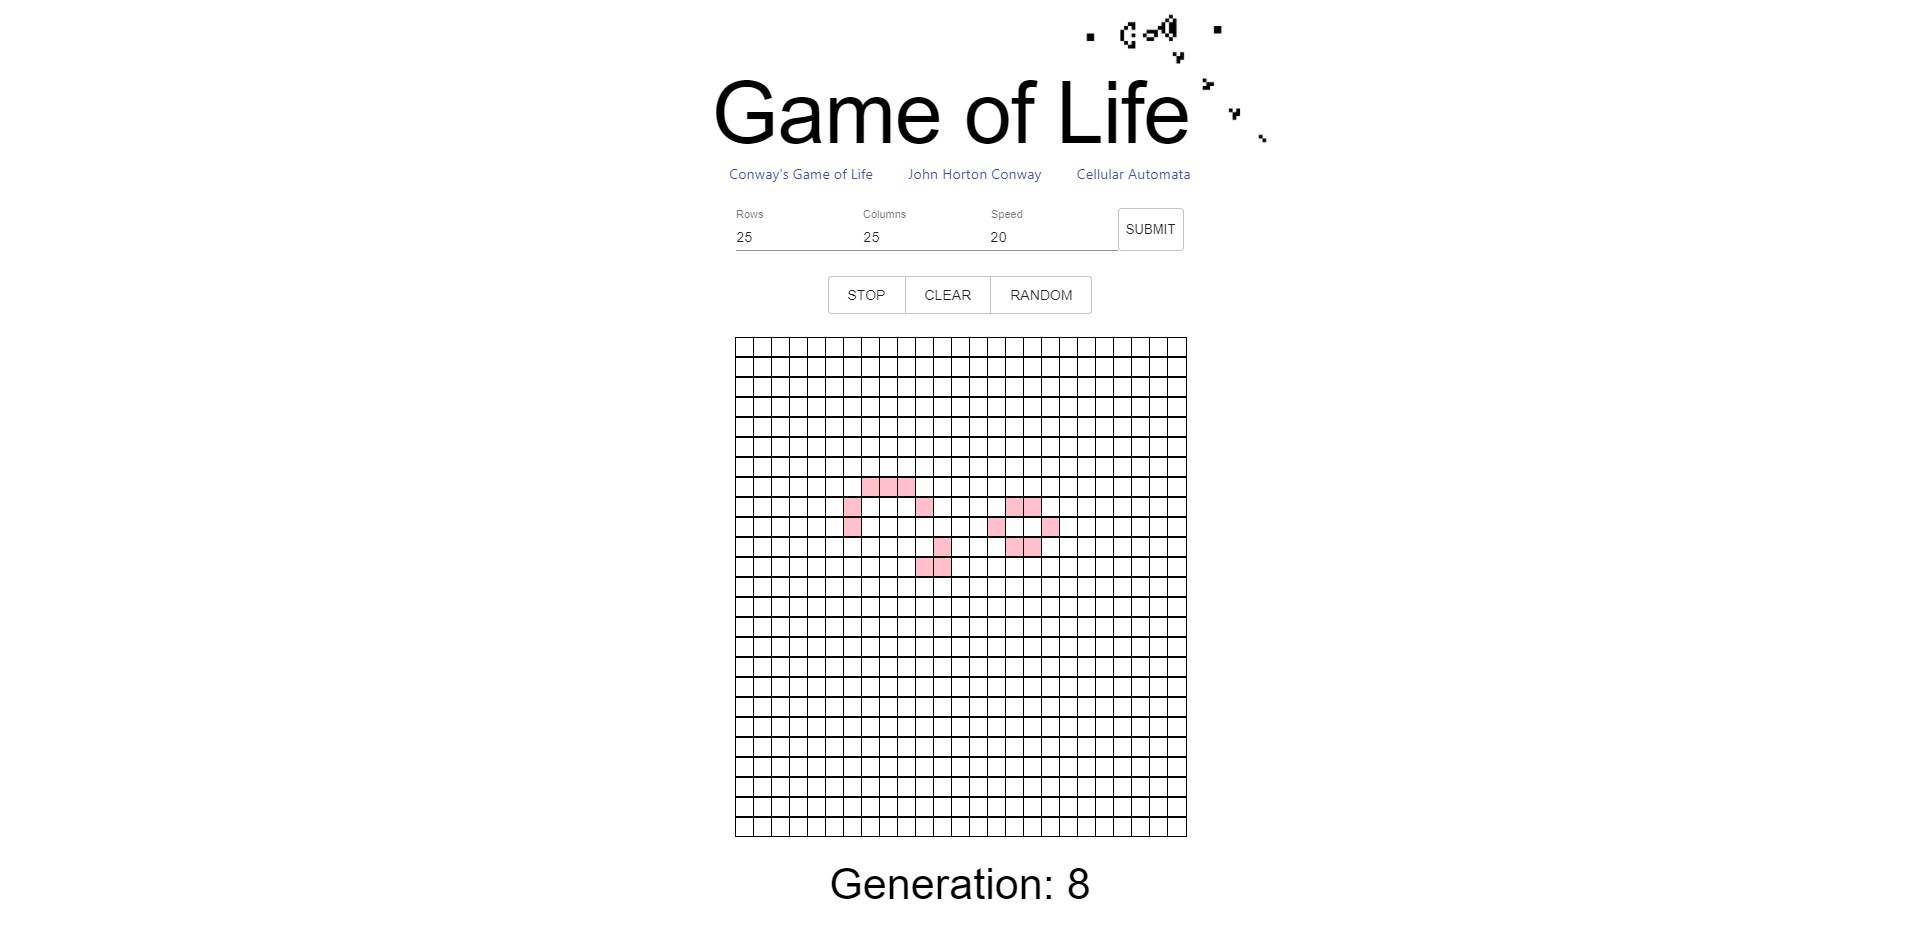 Game of Life
Conway's Game of Life John Horton Conway Cellular Automata
Rows Columns Speed
25 25 20 SUBMIT
STOP CLEAR RANDOM
Generation: 8